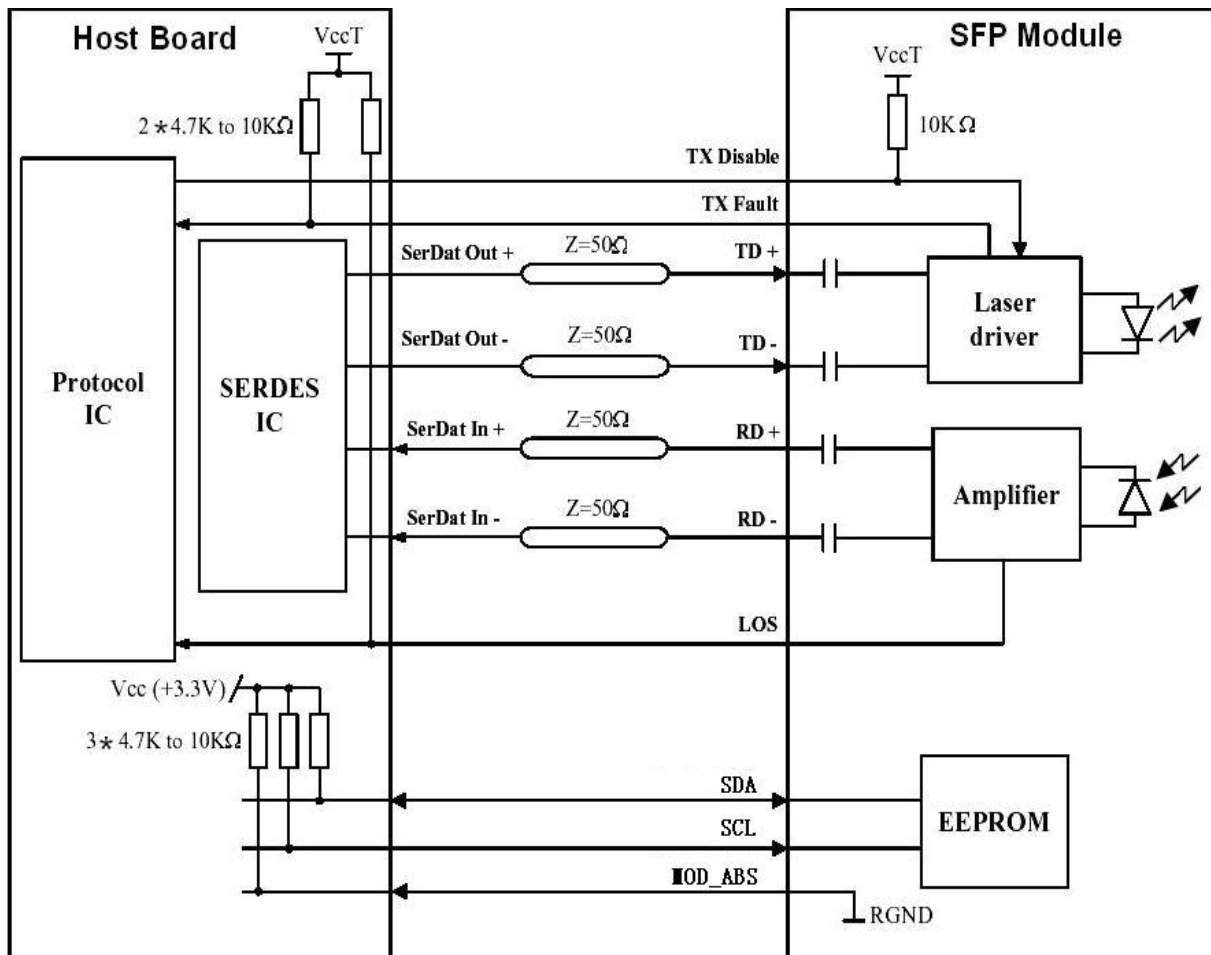 Host Board
SFP Module
VccT
VccT
2*4.7K to 10KΩ
10KΩ
TX Disable
TX Fault
SerDat Out +
Z=50Ω
TD +
Laser
driver
SerDat Out -
Z=50Ω
TD -
Protocol
IC
SERDES
IC
SerDat In +
Z=50Ω
RD +
Amplifier
SerDat In -
Z=50Ω
RD -
LOS
Vcc (+3.3V)
3*4.7K to 10KΩ
SDA
SCL
EEPROM
MOD_ABS
RGND